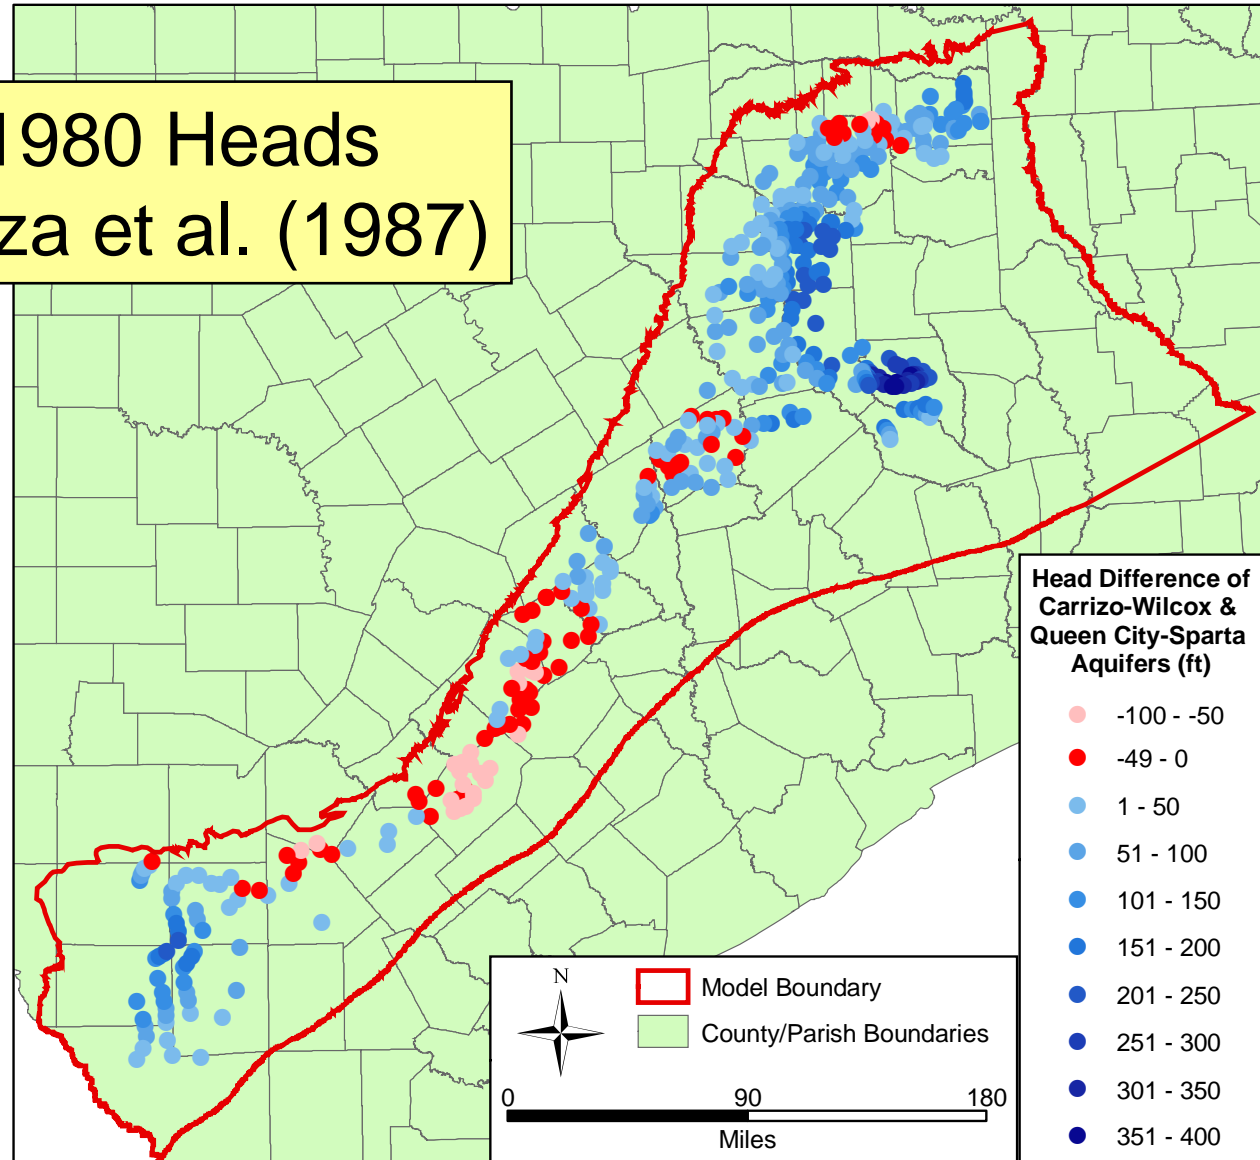 1980 Heads
za et al. (1987)
Head Difference of
Carrizo-Wilcox &
Queen City-Sparta
Aquifers (ft)
-100 - -50
-49 - 0
1 - 50
51 - 100
101 - 150
151 - 200
201 - 250
251 - 300
301 - 350
351 - 400
N
Model Boundary
County/Parish Boundaries
0 90 180
Miles